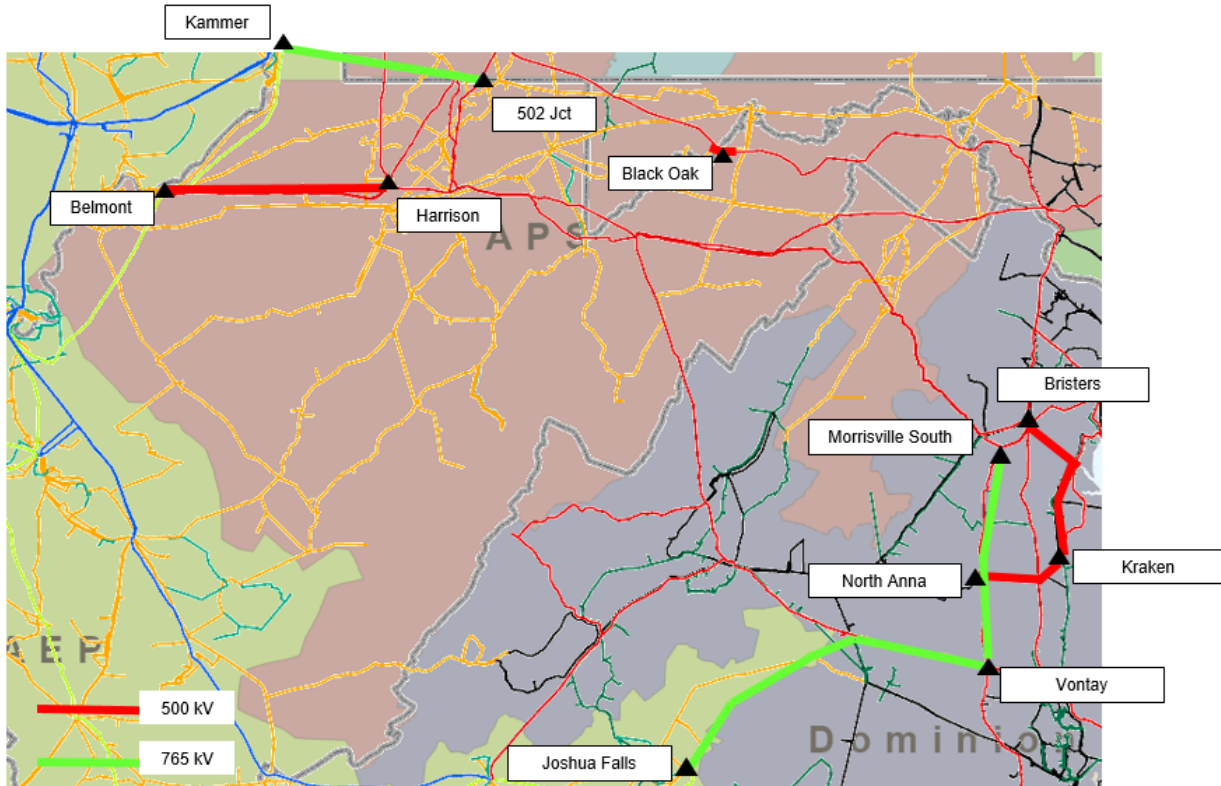 Kammer
502 Jct
Black Oak
Belmont
Harrison
APS
Bristers
Morrisville South
North Anna
Kraken
AEP
Vontay
500 kV
Dominion
765 kV
Joshua Falls